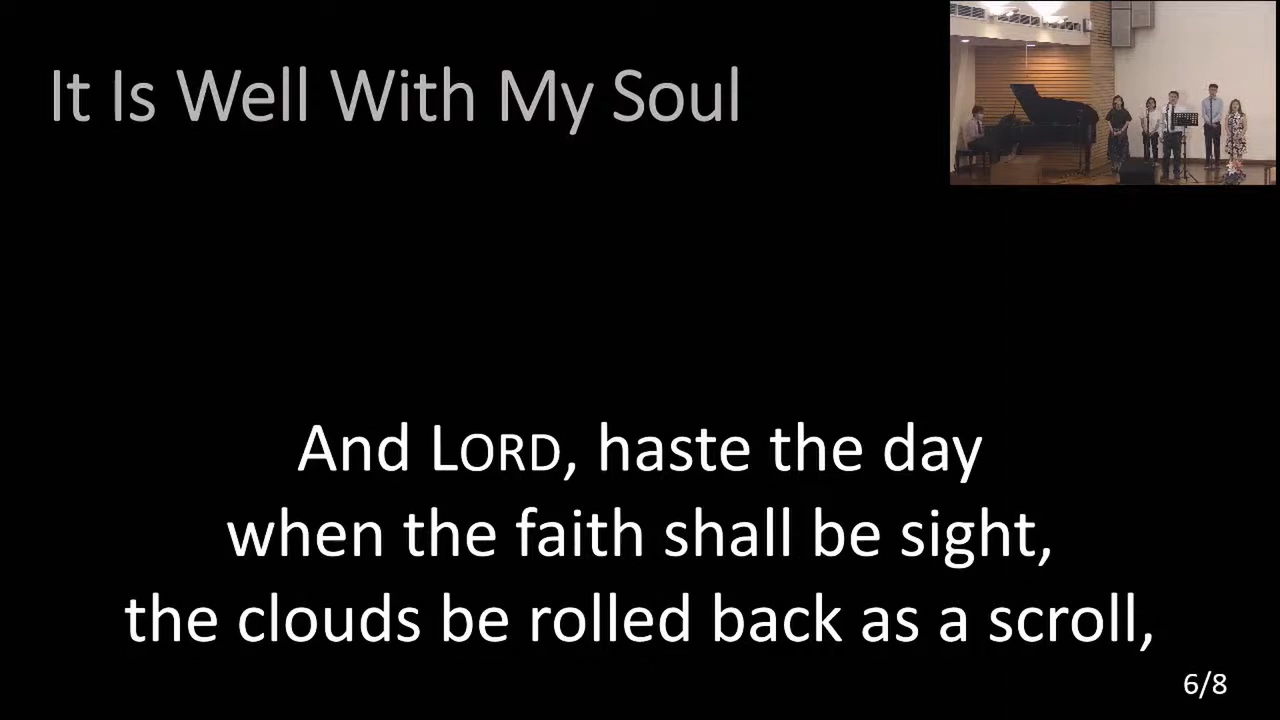 It Is Well With My Soul
And LORD, haste the day
when the faith shall be sight,
the clouds be rolled back as a scroll,
6/8